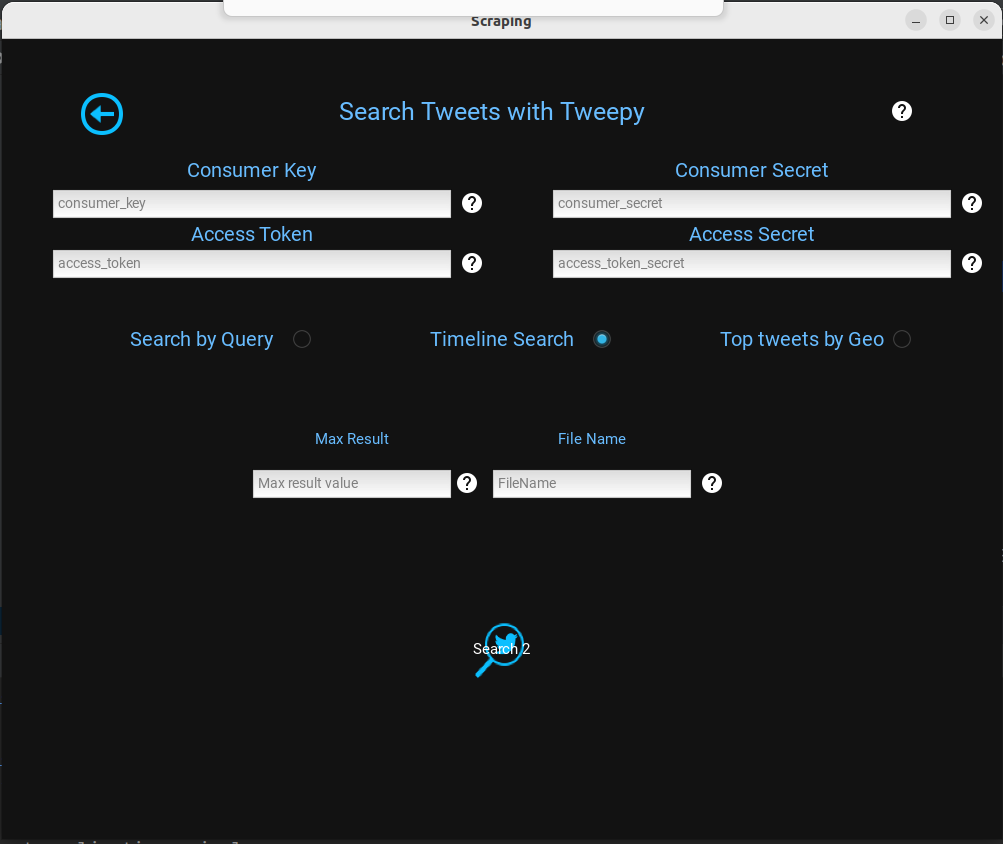 Scraping
Search Tweets with Tweepy
?
Consumer Key
Consumer Secret
consumer_key
?
consumer_secret
?
Access Token
Access Secret
access_token
?
access_token_secret
?
Search by Query
Timeline Search
Top tweets by Geo
Max Result
File Name
Max result value
?
FileName
?
Search 2